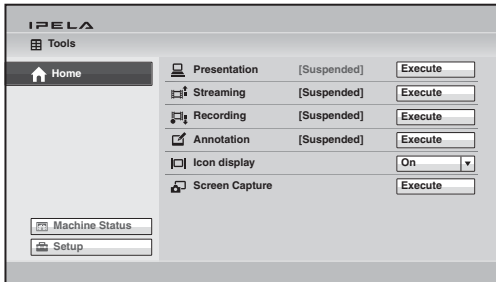 IPELA
Tools
Home
Presentation [Suspended] Execute
Streaming [Suspended] Execute
Recording [Suspended] Execute
Annotation [Suspended] Execute
Icon display On
Screen Capture Execute
Machine Status
Setup